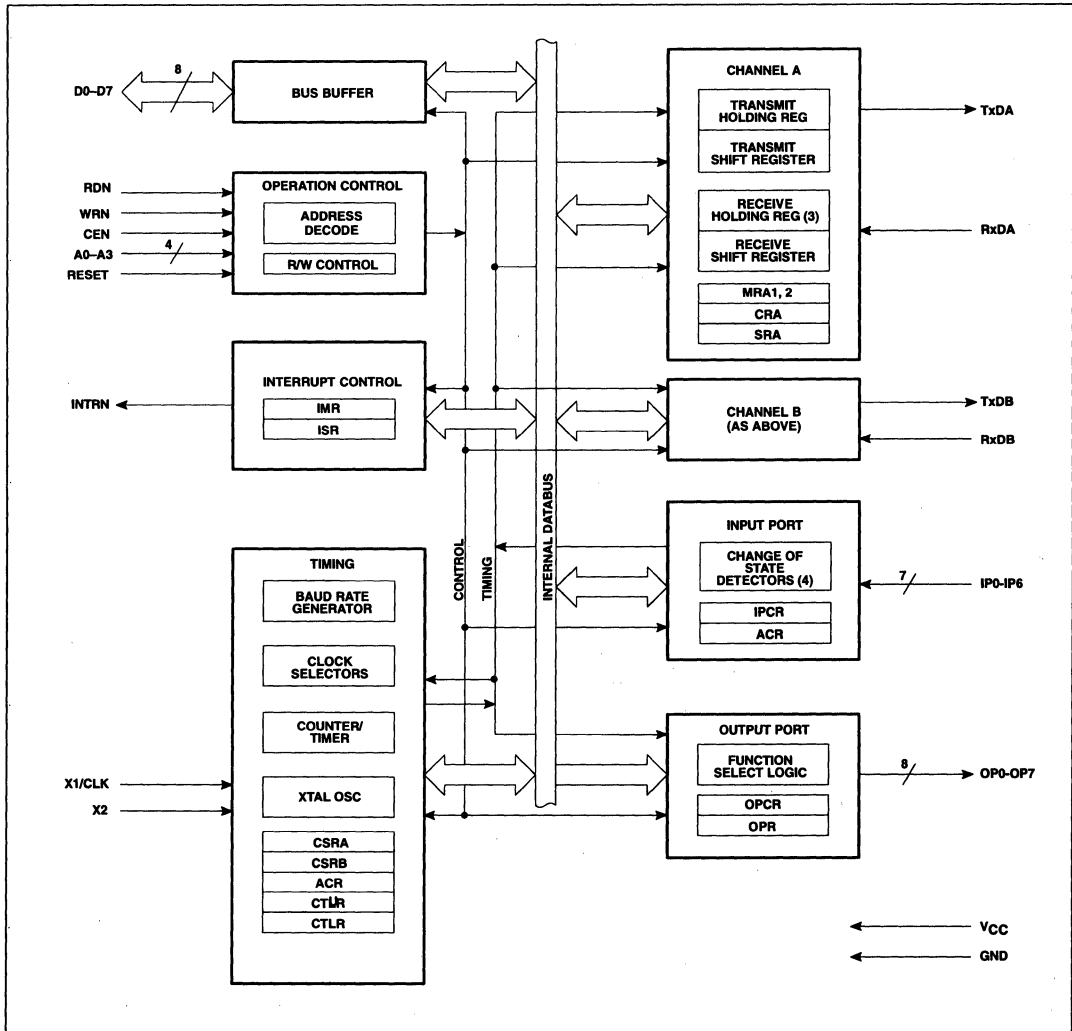 D0–D7
8
BUS BUFFER
RDN
WRN
CEN
A0–A3
4
RESET
OPERATION CONTROL
ADDRESS
DECODE
R/W CONTROL
INTRN
INTERRUPT CONTROL
IMR
ISR
X1/CLK
X2
TIMING
BAUD RATE
GENERATOR
CLOCK
SELECTORS
COUNTER/
TIMER
XTAL OSC
CSRA
CSRB
ACR
CTLR
CONTROL
TIMING
INTERNAL DATABUS
CHANNEL A
TRANSMIT
HOLDING REG
TRANSMIT
SHIFT REGISTER
RECEIVE
HOLDING REG (3)
RECEIVE
SHIFT REGISTER
MRA1, 2
CRA
SRA
TxDA
RxDA
CHANNEL B
(AS ABOVE)
TxDB
RxDB
INPUT PORT
CHANGE OF
STATE
DETECTORS (4)
IPCR
ACR
7
IP0-IP6
OUTPUT PORT
FUNCTION
SELECT LOGIC
OPCR
OPR
8
OP0-OP7
VCC
GND